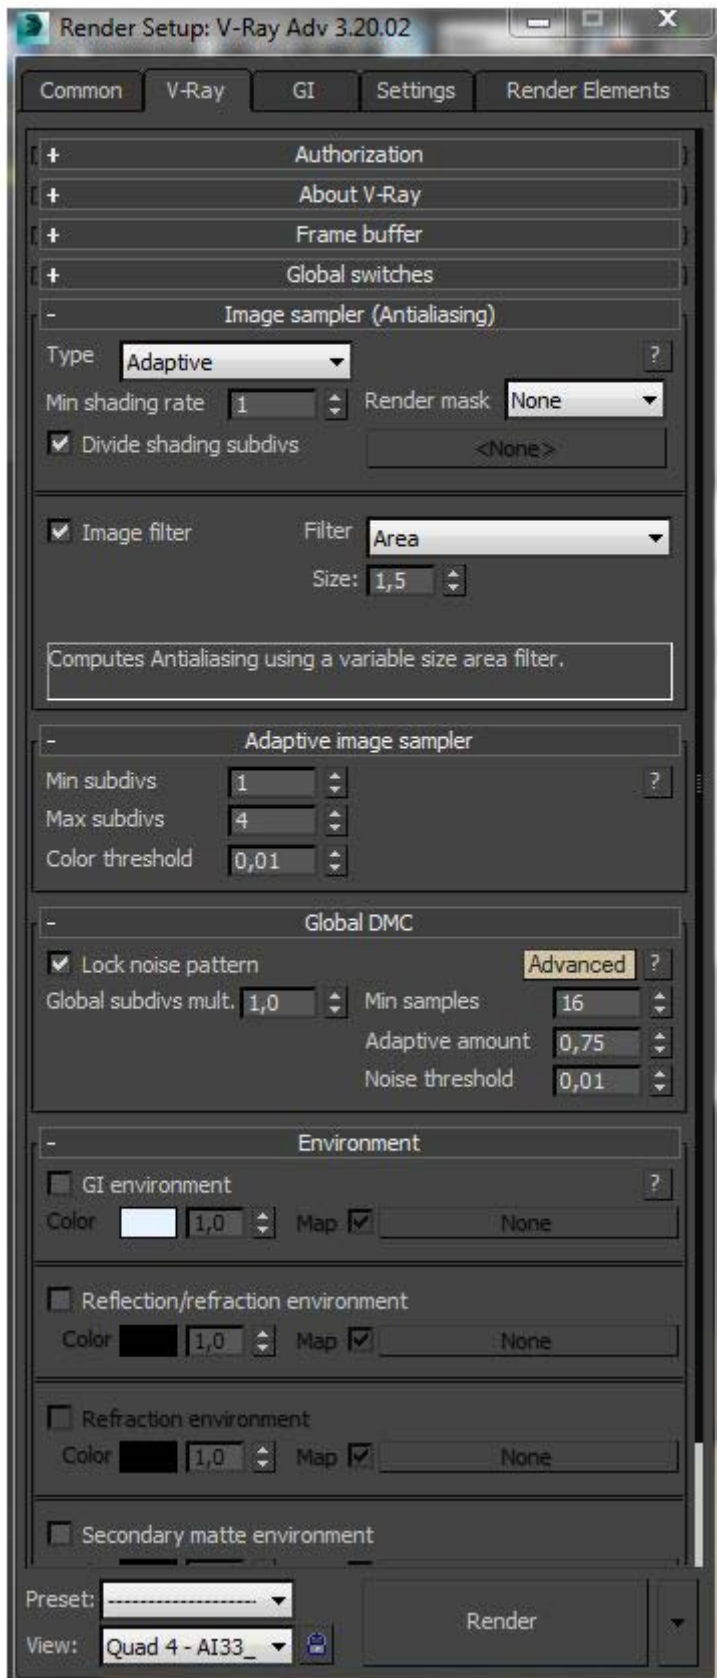 Render Setup: V-Ray Adv 3.20.02
Common V-Ray GI Settings Render Elements
+ Authorization
+ About V-Ray
+ Frame buffer
+ Global switches
- Image sampler (Antialiasing)
Type Adaptive ?
Min shading rate 1 Render mask None
Divide shading subdivs <None>
Image filter Filter Area
Size: 1,5
Computes Antialiasing using a variable size area filter.
- Adaptive image sampler
Min subdivs 1 ?
Max subdivs 4
Color threshold 0,01
- Global DMC
Lock noise pattern Advanced ?
Global subdivs mult. 1,0 Min samples 16
Adaptive amount 0,75
Noise threshold 0,01
- Environment
GI environment ?
Color 1,0 Map None
Reflection/refraction environment
Color 1,0 Map None
Refraction environment
Color 1,0 Map None
Secondary matte environment
Preset: -------------------- Render
View: Quad 4 - AI33_